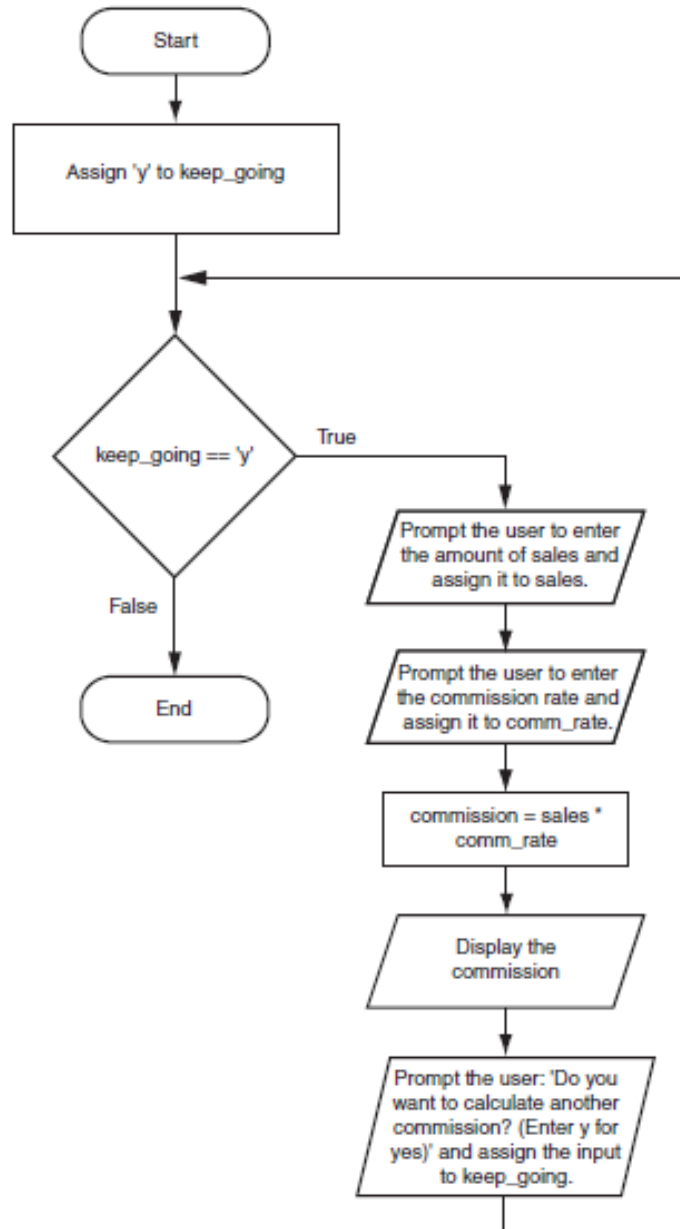 Start
Assign 'y' to keep_going
keep_going == 'y'
True
False
End
Prompt the user to enter
the amount of sales and
assign it to sales.
Prompt the user to enter
the commission rate and
assign it to comm_rate.
commission = sales *
comm_rate
Display the
commission
Prompt the user: 'Do you
want to calculate another
commission? (Enter y for
yes)' and assign the input
to keep_going.